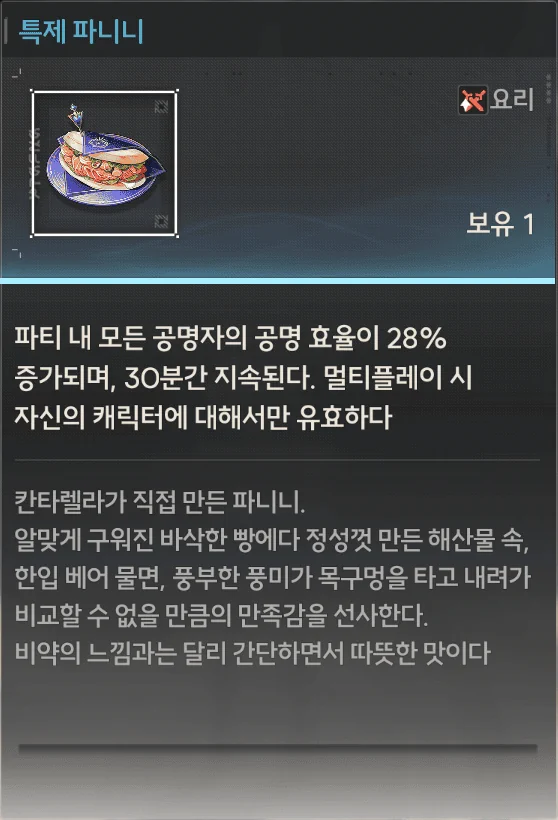 특제 파니니
요리
보유 1
파티 내 모든 공명자의 공명 효율이 28%
증가되며, 30분간 지속된다. 멀티플레이 시
자신의 캐릭터에 대해서만 유효하다
칸타렐라가 직접 만든 파니니.
알맞게 구워진 바삭한 빵에다 정성껏 만든 해산물 속,
한입 베어 물면, 풍부한 풍미가 목구멍을 타고 내려가
비교할 수 없을 만큼의 만족감을 선사한다.
비약의 느낌과는 달리 간단하면서 따뜻한 맛이다